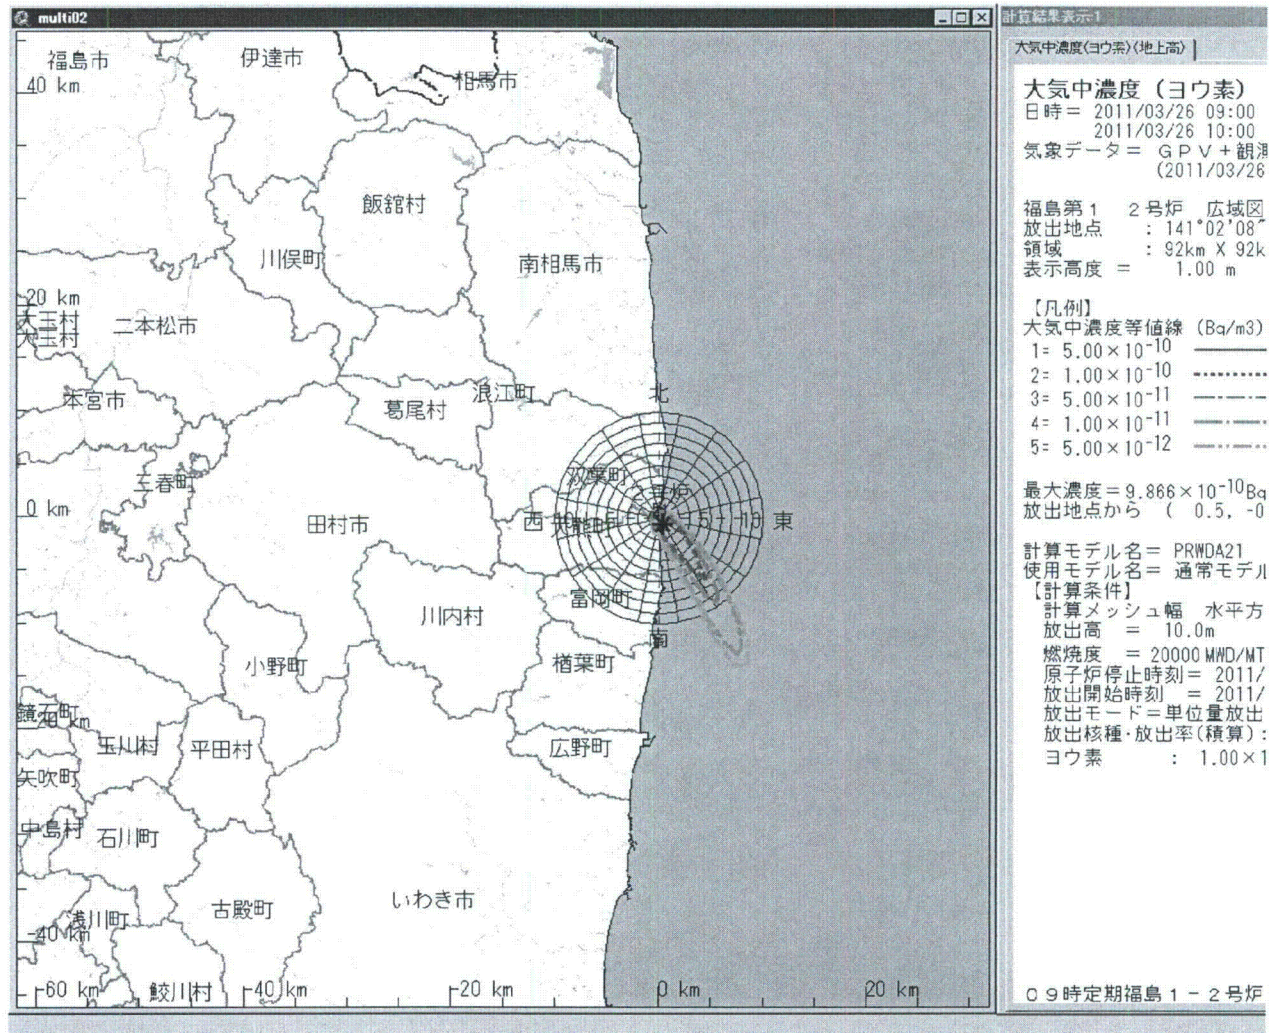 multi02
福島市
伊達市
相馬市
40 km
飯舘村
川俣町
南相馬市
20 km
大玉村
大玉村
二本松市
本宮市
葛尾村
浪江町
北
双葉町
三春町
0 km
田村市
西
東
川内村
富岡町
南
小野町
楢葉町
鏡石町
玉川村
平田村
広野町
矢吹町
中島村
石川町
浅川町
古殿町
いわき市
-40 km
鮫川村
-60 km
-40 km
-20 km
0 km
20 km
計算結果表示-1
大気中濃度(ヨウ素)(地上高)
大気中濃度(ヨウ素)
日時= 2011/03/26 09:00
2011/03/26 10:00
気象データ= GPV+観測
(2011/03/26
福島第1 2号炉 広域図
放出地点 : 141°02'08"
領域 : 92km X 92k
表示高度 = 1.00 m
【凡例】
大気中濃度等値線 (Bq/m3)
1= 5.00×10-10
2= 1.00×10-10
3= 5.00×10-11
4= 1.00×10-11
5= 5.00×10-12
最大濃度=9.866×10-10Bq
放出地点から ( 0.5, -0
計算モデル名= PRWDA21
使用モデル名= 通常モデル
【計算条件】
計算メッシュ幅 水平方
放出高 = 10.0m
燃焼度 = 20000MWD/MT
原子炉停止時刻= 2011/
放出開始時刻 = 2011/
放出モード=単位量放出
放出核種・放出率(積算):
ヨウ素 : 1.00×1
09時定期福島1-2号炉